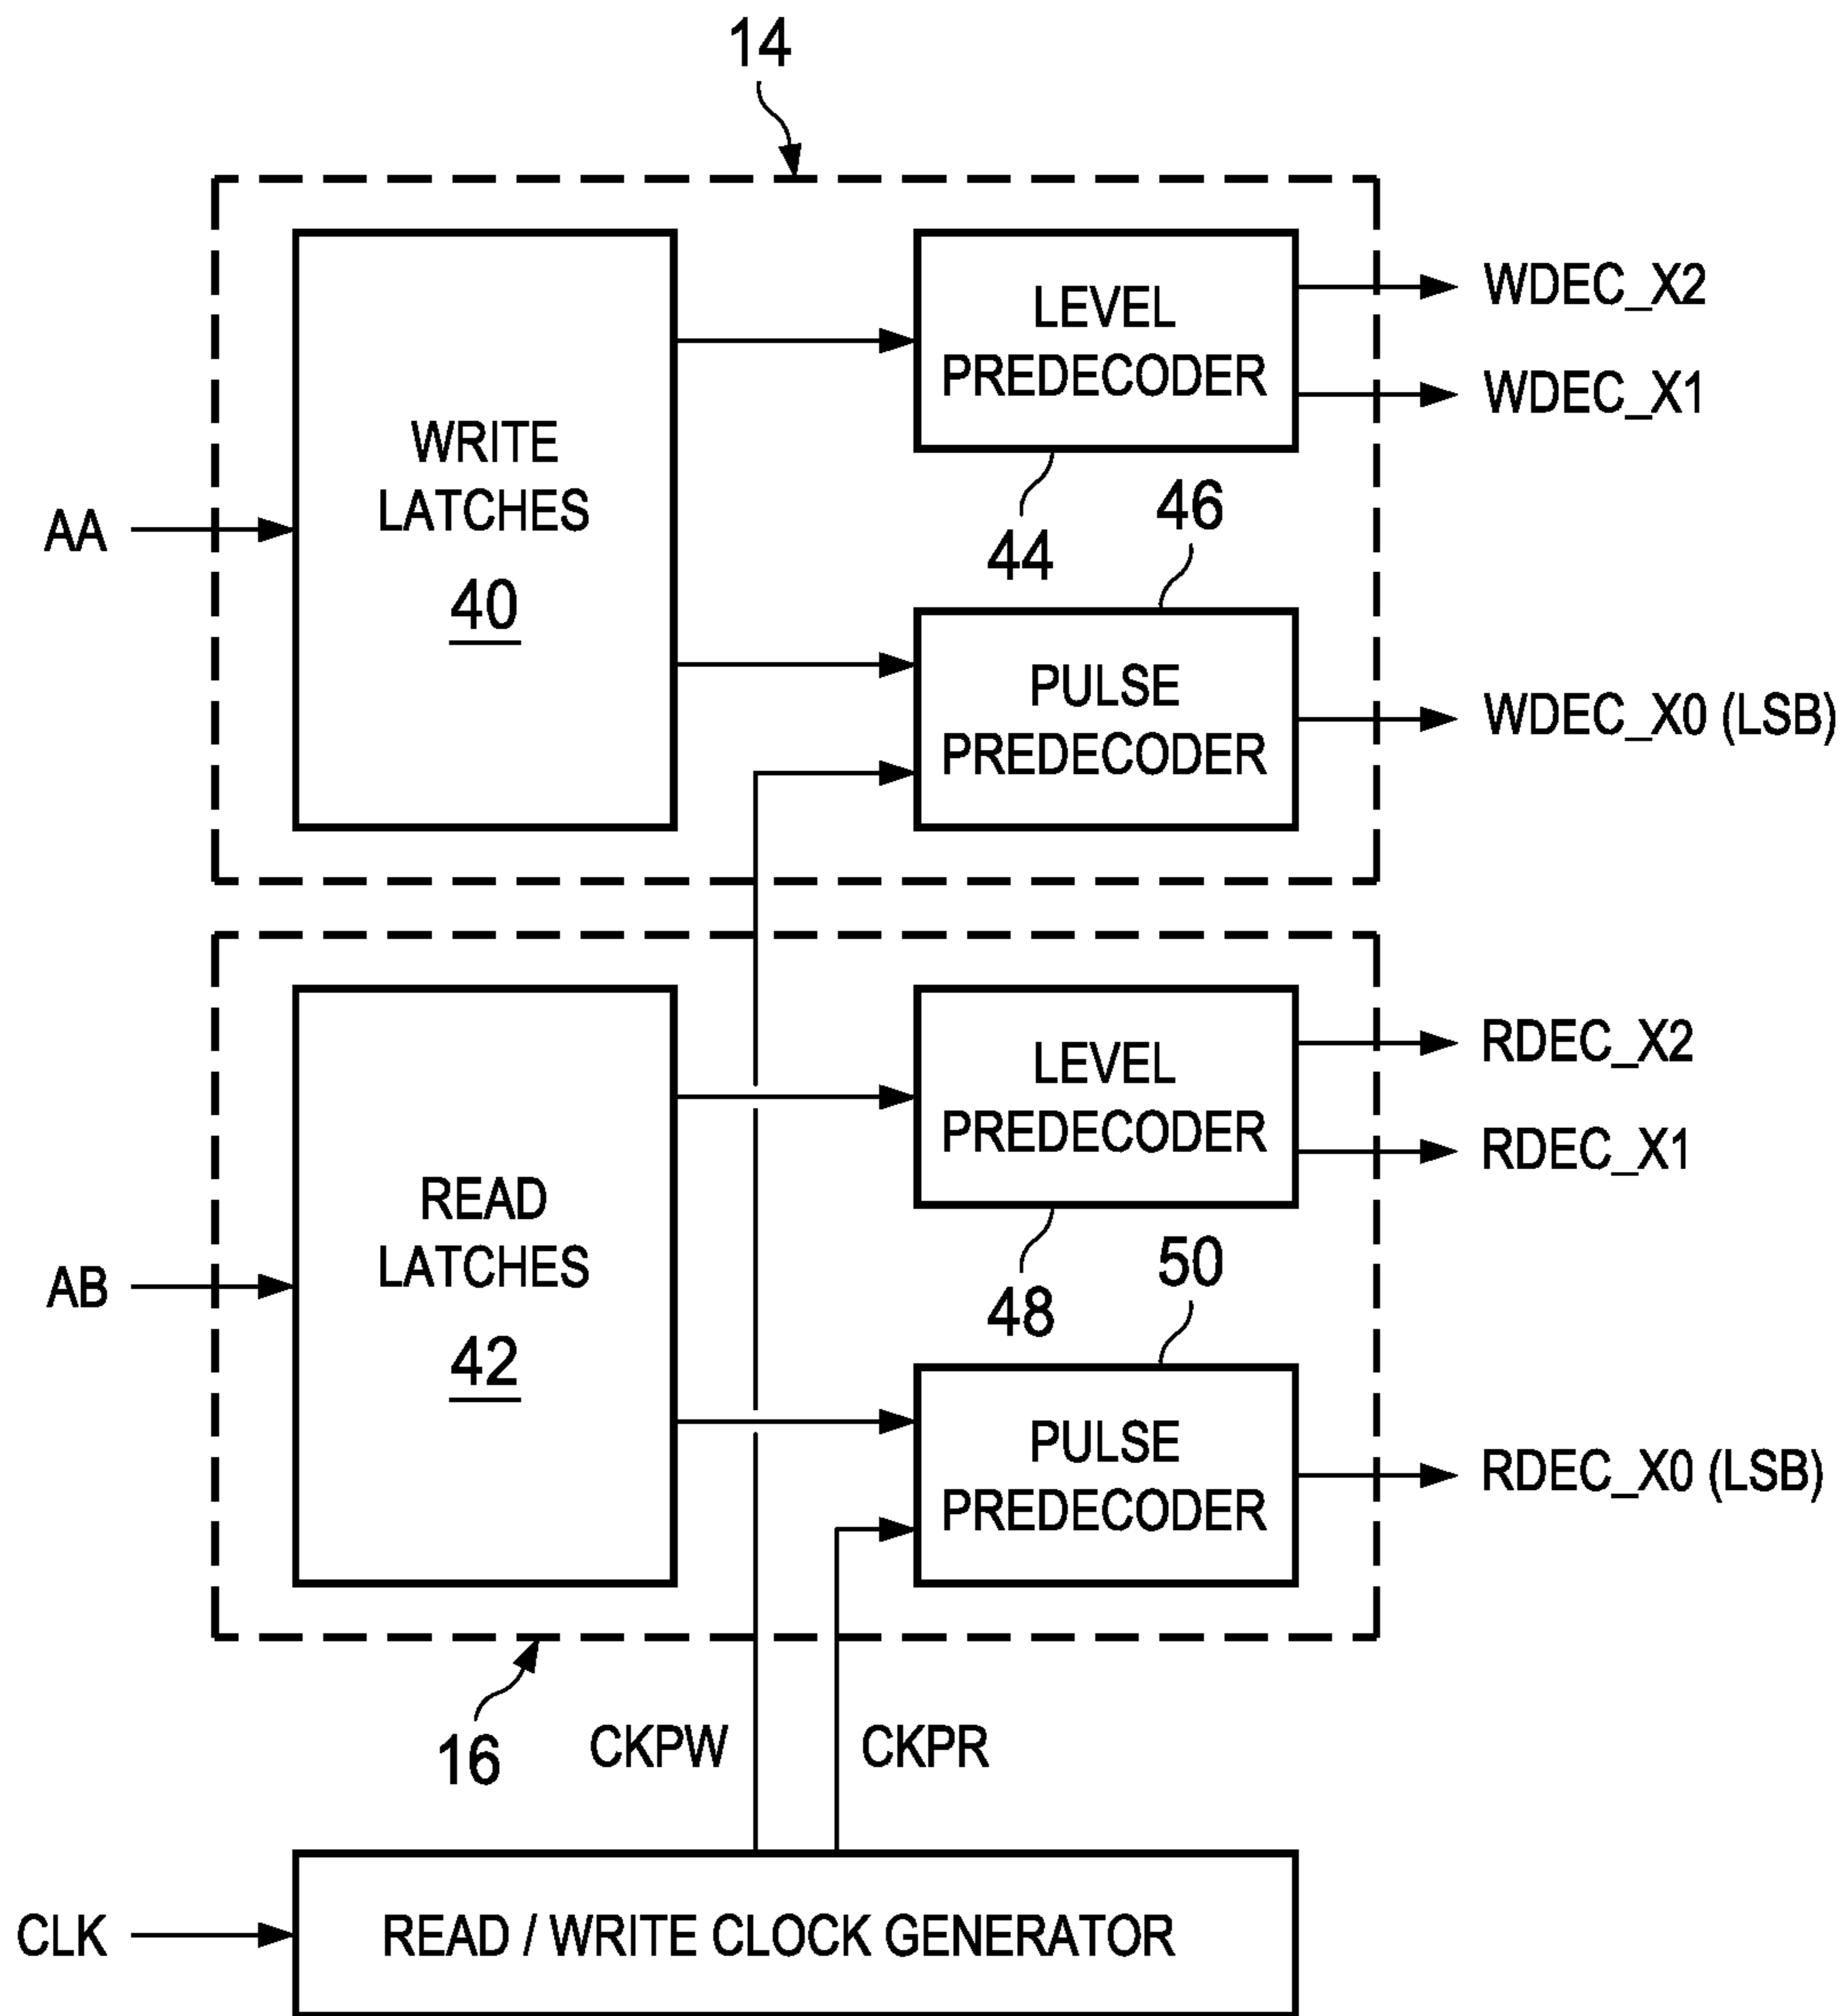 14
WRITE
LATCHES
40
LEVEL
PREDECODER
44
46
PULSE
PREDECODER
AA
WDEC_X2
WDEC_X1
WDEC_X0 (LSB)
READ
LATCHES
42
LEVEL
PREDECODER
48
50
PULSE
PREDECODER
AB
RDEC_X2
RDEC_X1
RDEC_X0 (LSB)
16
CKPW
CKPR
CLK
READ / WRITE CLOCK GENERATOR